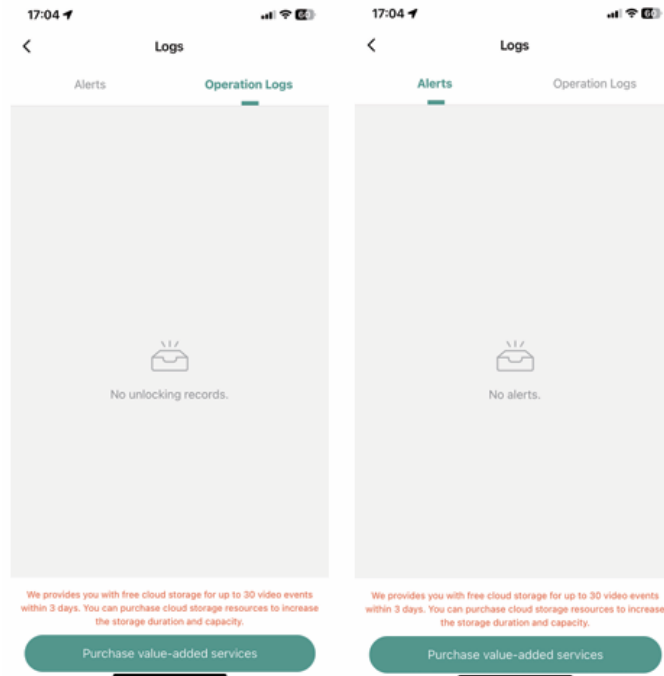 17:04
60
Logs
Alerts
Operation Logs
No unlocking records.
We provides you with free cloud storage for up to 30 video events
within 3 days. You can purchase cloud storage resources to increase
the storage duration and capacity.
Purchase value-added services
17:04
60
Logs
Alerts
Operation Logs
No alerts.
We provides you with free cloud storage for up to 30 video events
within 3 days. You can purchase cloud storage resources to increase
the storage duration and capacity.
Purchase value-added services